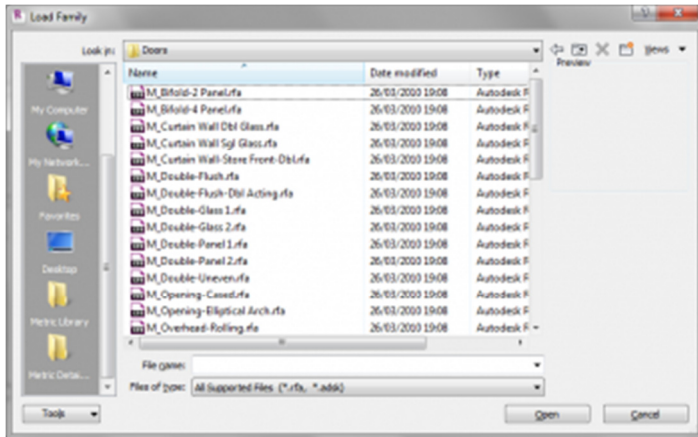 Load Family
Look in: Doors
Views
Preview
Name Date modified Type
M_Bifold-2 Panel.rfa 26/03/2010 19:08 Autodesk R
M_Bifold-4 Panel.rfa 26/03/2010 19:08 Autodesk R
M_Curtain Wall Dbl Glass.rfa 26/03/2010 19:08 Autodesk R
M_Curtain Wall Sgl Glass.rfa 26/03/2010 19:08 Autodesk R
M_Curtain Wall-Store Front-Dbl.rfa 26/03/2010 19:08 Autodesk R
M_Double-Flush.rfa 26/03/2010 19:08 Autodesk R
M_Double-Flush-Dbl Acting.rfa 26/03/2010 19:08 Autodesk R
M_Double-Glass 1.rfa 26/03/2010 19:08 Autodesk R
M_Double-Glass 2.rfa 26/03/2010 19:08 Autodesk R
M_Double-Panel 1.rfa 26/03/2010 19:08 Autodesk R
M_Double-Panel 2.rfa 26/03/2010 19:08 Autodesk R
M_Double-Uneven.rfa 26/03/2010 19:08 Autodesk R
M_Opening-Cased.rfa 26/03/2010 19:08 Autodesk R
M_Opening-Elliptical Arch.rfa 26/03/2010 19:08 Autodesk R
M_Overhead-Rolling.rfa 26/03/2010 19:08 Autodesk R
My Computer
My Network...
Favorites
Desktop
Metric Library
Metric Detai...
File name:
Files of type: All Supported Files (*.rfa, *.adsk)
Tools
Open
Cancel